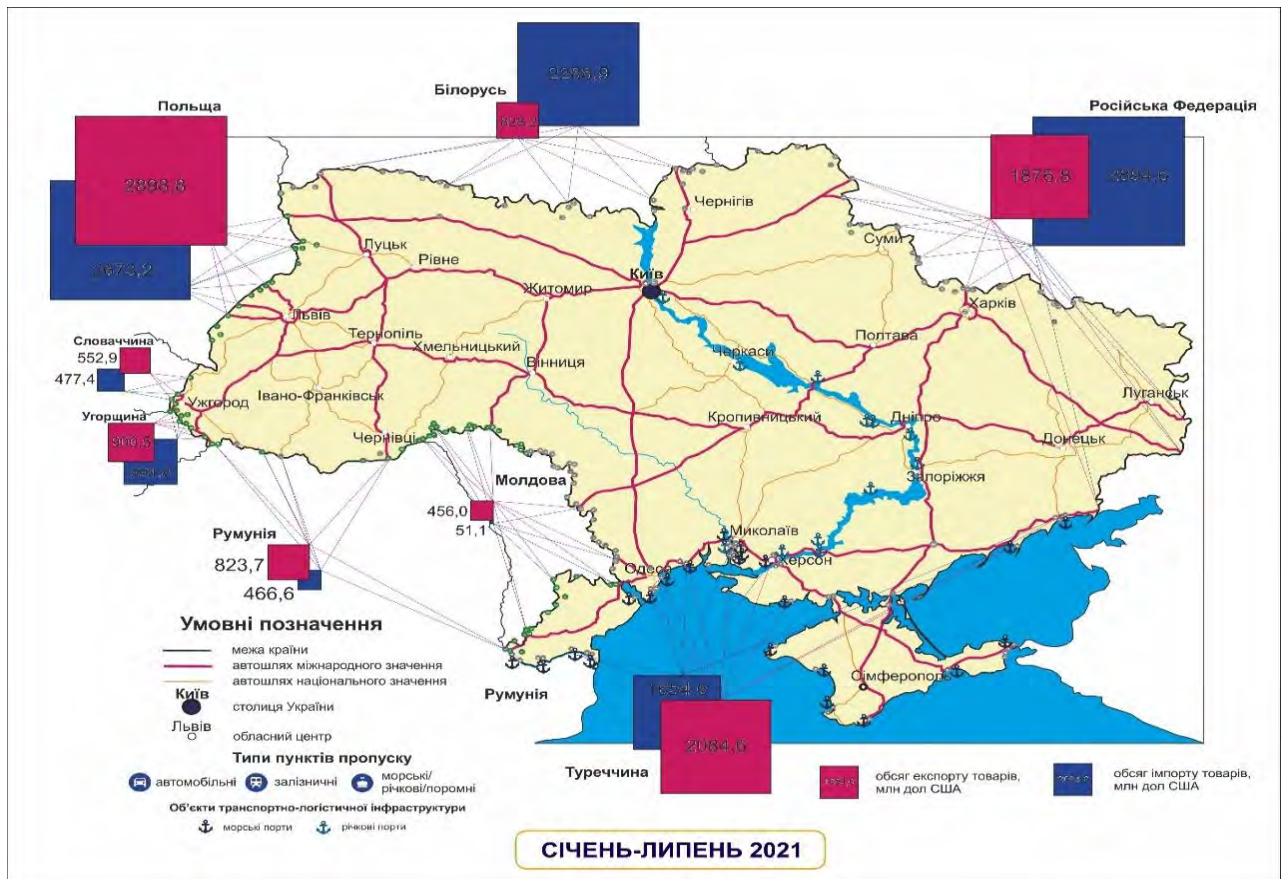 Білорусь
Польща
Російська Федерація
1875,8
Чернігів
Суми
Луцьк
Рівне
Київ
Житомир
Харків
2673,2
Львів
Полтава
Тернопіль
Словаччина
552,9
Хмельницький
Черкаси
Вінниця
477,4
Івано-Франківськ
Луганськ
Ужгород
Угорщина
Кропивницький
Дніпро
900,5
Чернівці
Донецьк
Молдова
Запоріжжя
456,0
51,1
Миколаїв
Румунія
823,7
Херсон
Одеса
466,6
Умовні позначення
межа країни
автошлях міжнародного значення
автошлях національного значення
Сімферополь
Румунія
Київ
столиця України
Львів
обласний центр
2084,6
Типи пунктів пропуску
автомобільні
залізничні
морські/
річкові/поромні
Туреччина
обсяг експорту товарів,
млн дол США
обсяг імпорту товарів,
млн дол США
Об'єкти транспортно-логістичної інфраструктури
морські порти
річкові порти
СІЧЕНЬ-ЛИПЕНЬ 2021